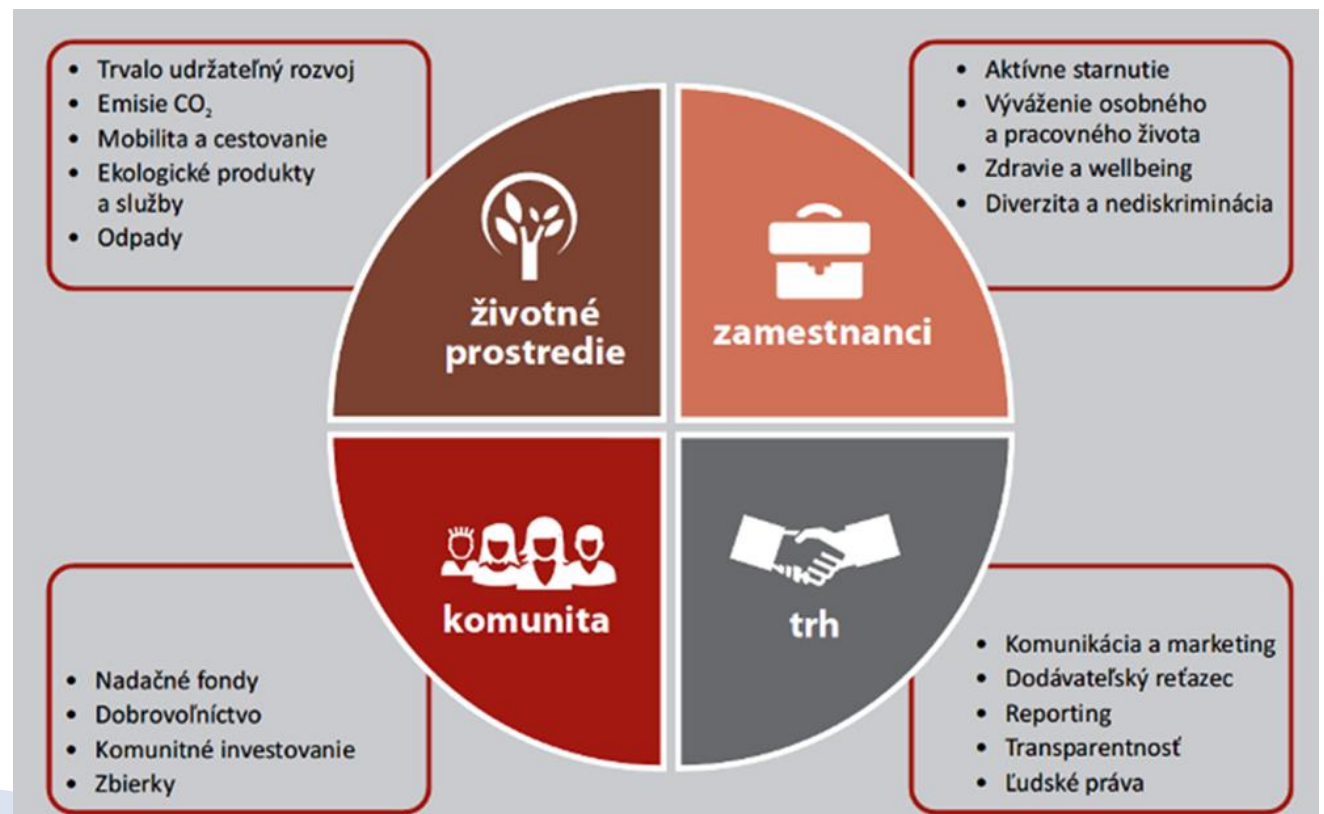 • Trvalo udržateľný rozvoj
• Emisie CO₂
• Mobilita a cestovanie
• Ekologické produkty
a služby
• Odpady
• Aktívne starnutie
• Výváženie osobného
a pracovného života
• Zdravie a wellbeing
• Diverzita a nediskriminácia
životné
prostredie
zamestnanci
komunita
trh
• Nadačné fondy
• Dobrovoľníctvo
• Komunitné investovanie
• Zbierky
• Komunikácia a marketing
• Dodávateľský reťazec
• Reporting
• Transparentnosť
• Ľudské práva